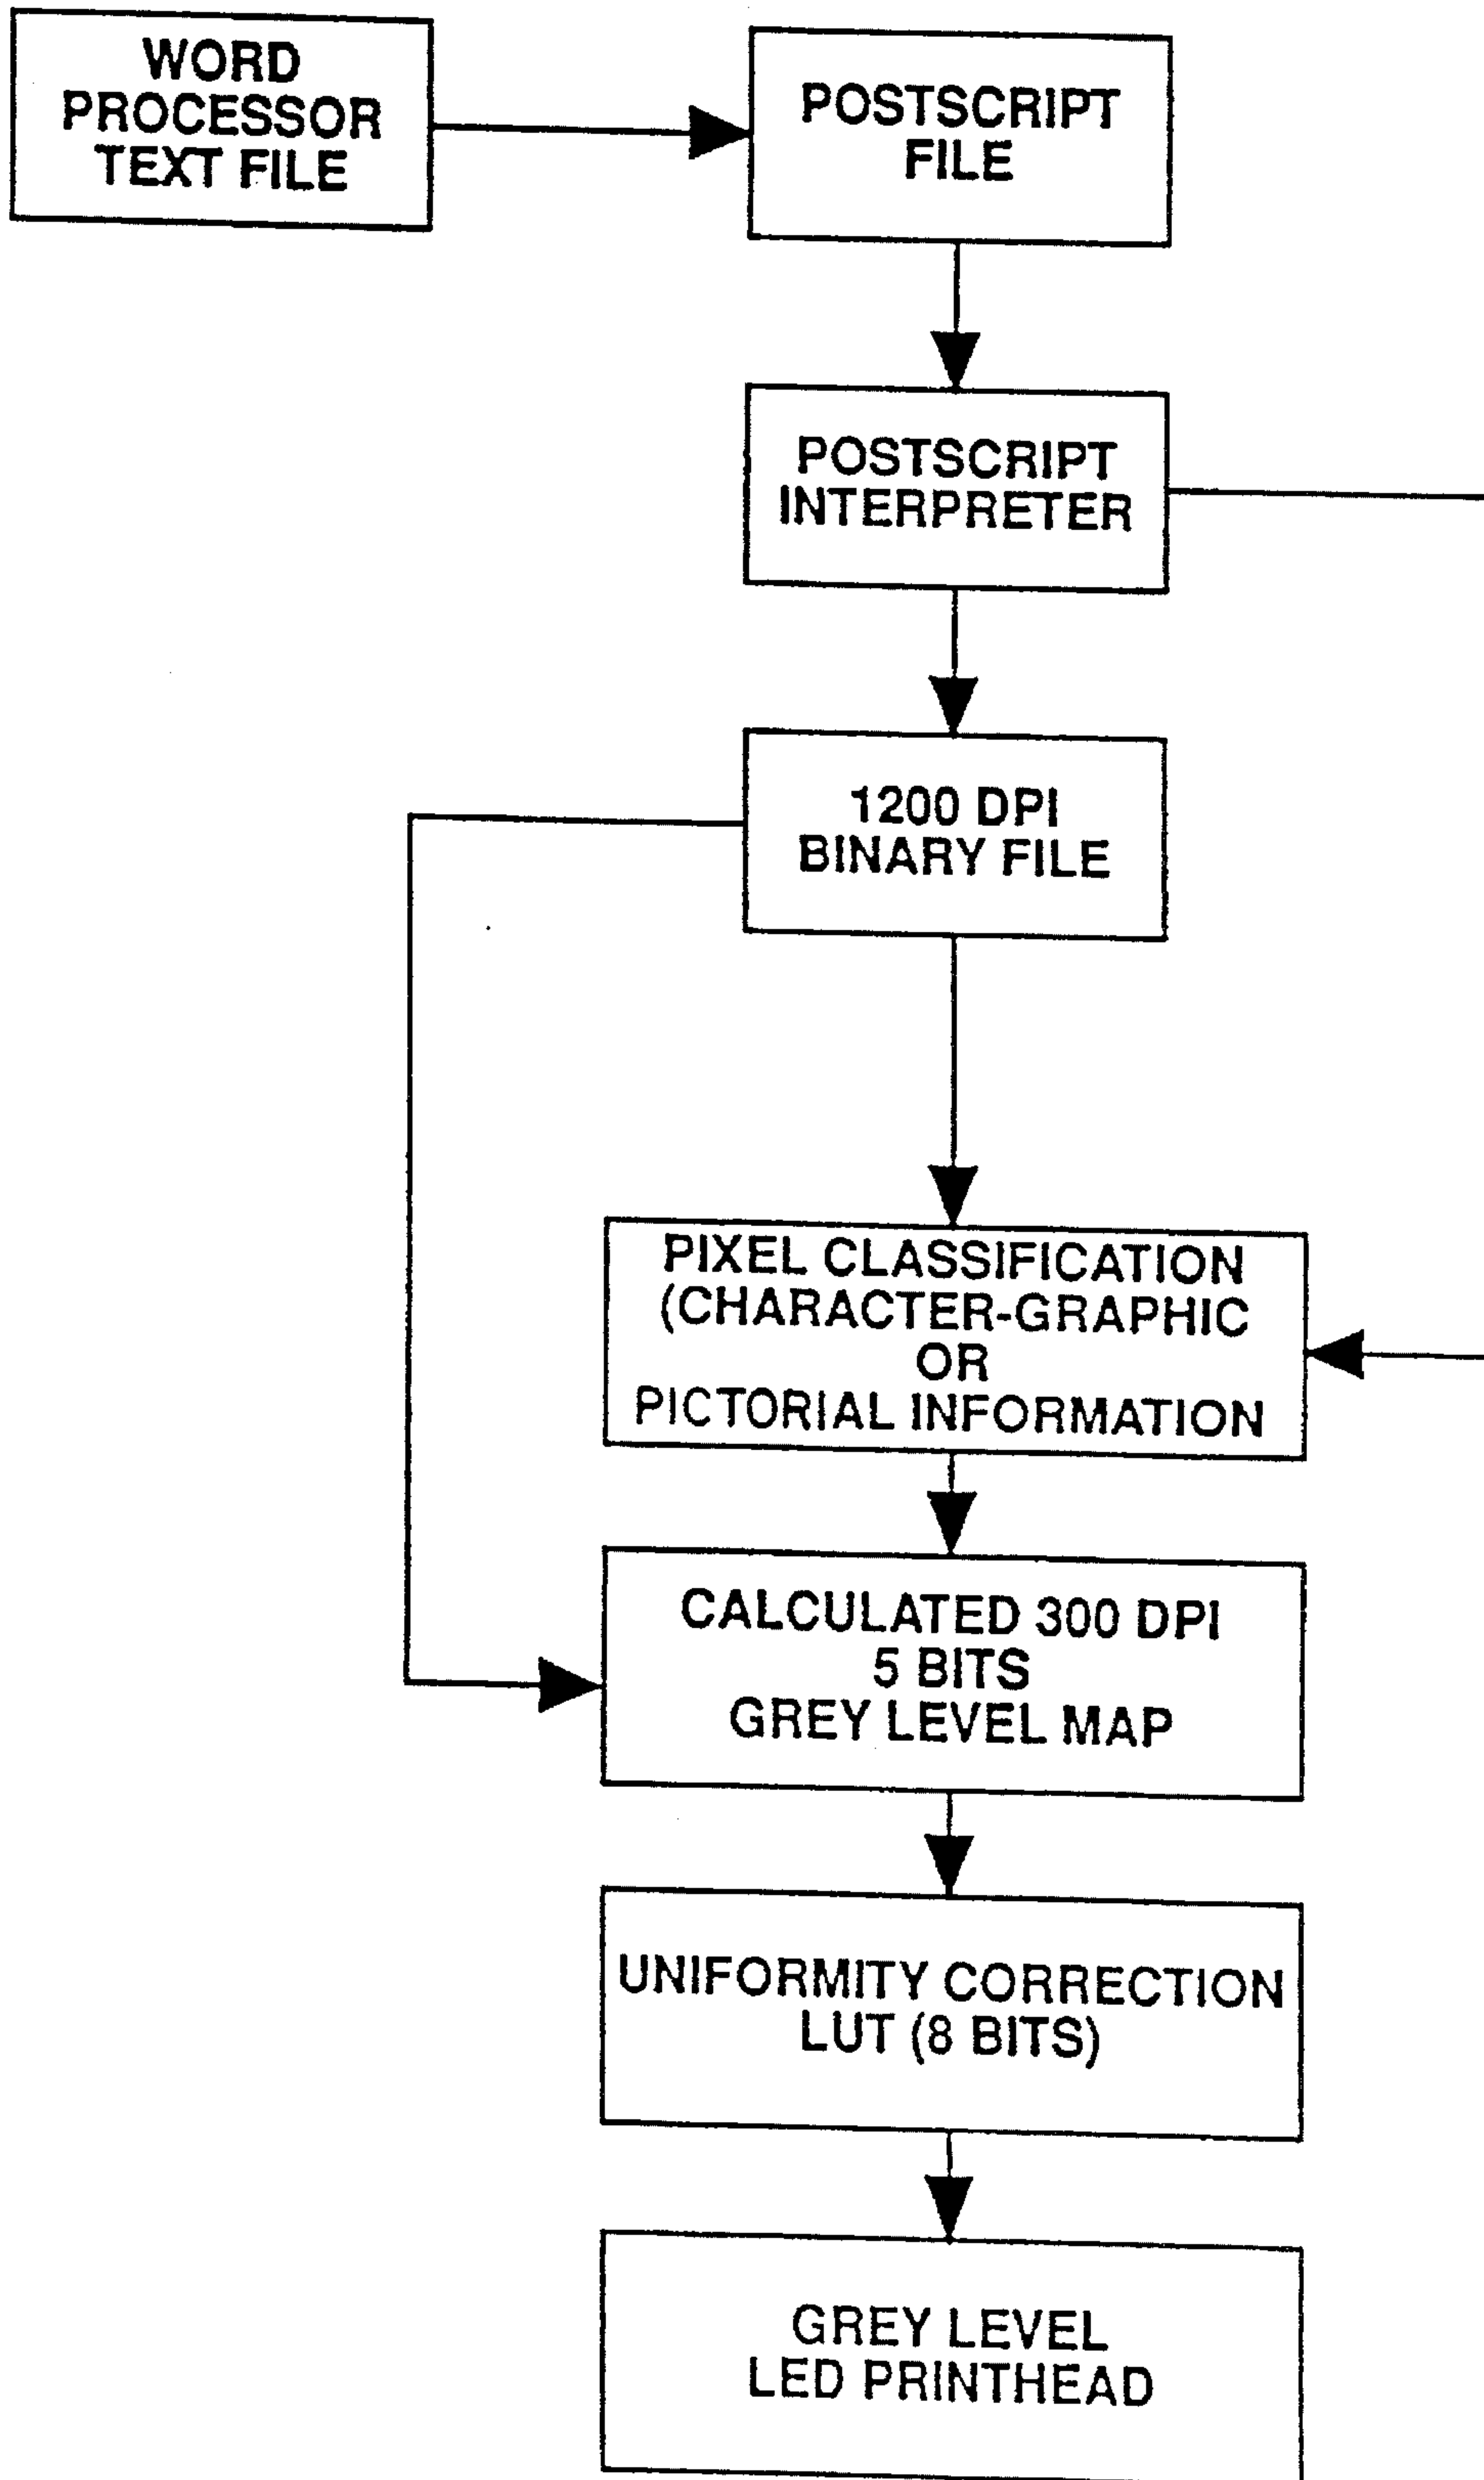 WORD
PROCESSOR
TEXT FILE
POSTSCRIPT
FILE
POSTSCRIPT
INTERPRETER
1200 DPI
BINARY FILE
PIXEL CLASSIFICATION
(CHARACTER-GRAPHIC
OR
PICTORIAL INFORMATION
CALCULATED 300 DPI
5 BITS
GREY LEVEL MAP
UNIFORMITY CORRECTION
LUT (8 BITS)
GREY LEVEL
LED PRINTHEAD